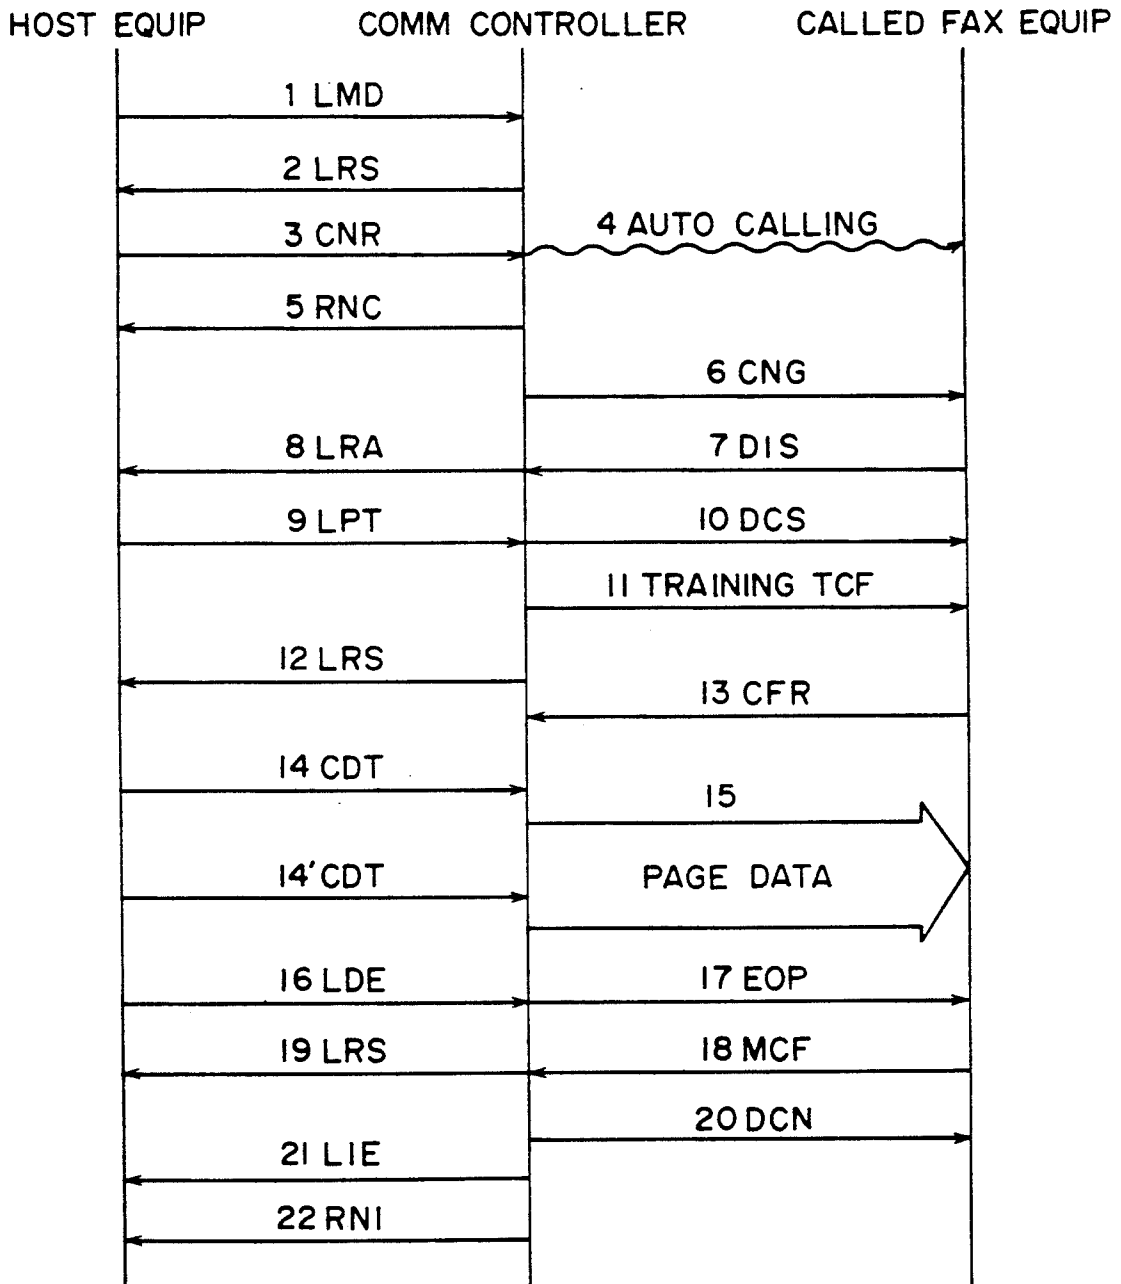 HOST EQUIP COMM CONTROLLER CALLED FAX EQUIP
1 LMD
2 LRS
3 CNR
4 AUTO CALLING
5 RNC
6 CNG
8 LRA
7 DIS
9 LPT
10 DCS
11 TRAINING TCF
12 LRS
13 CFR
14 CDT
15
14' CDT
PAGE DATA
16 LDE
17 EOP
19 LRS
18 MCF
20 DCN
21 LIE
22 RNI